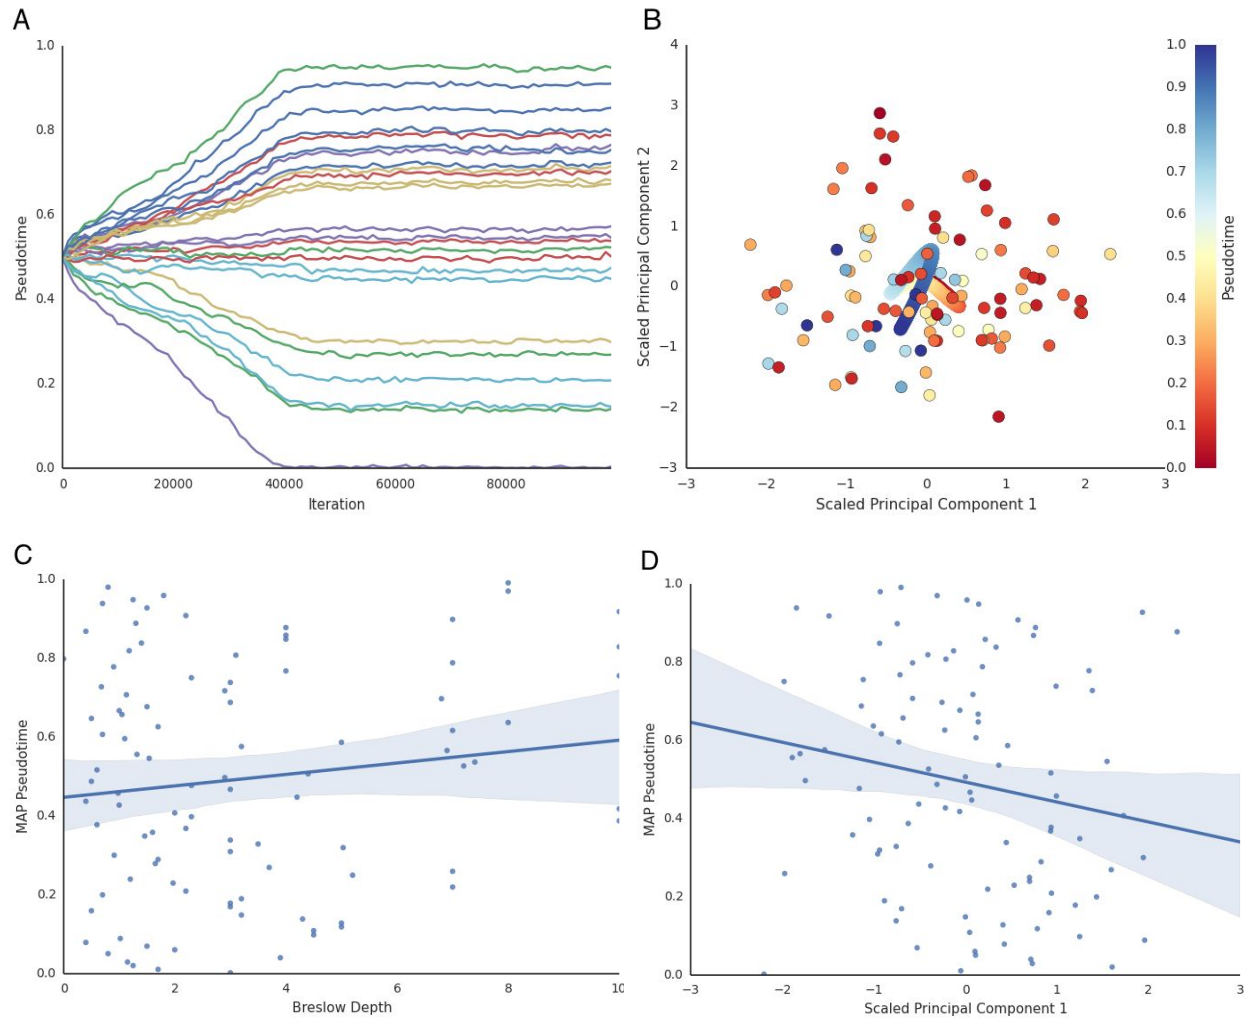 A
1.0
0.8
0.6
0.4
0.2
0.0
Pseudotime
0 20000 40000 60000 80000
Iteration
B
4
3
2
1
0
−1
−2
−3
Scaled Principal Component 2
−3 −2 −1 0 1 2 3
Scaled Principal Component 1
1.0
0.9
0.8
0.7
0.6
0.5
0.4
0.3
0.2
0.1
0.0
Pseudotime
C
1.0
0.8
0.6
0.4
0.2
0.0
MAP Pseudotime
0 2 4 6 8 10
Breslow Depth
D
1.0
0.8
0.6
0.4
0.2
0.0
MAP Pseudotime
−3 −2 −1 0 1 2 3
Scaled Principal Component 1